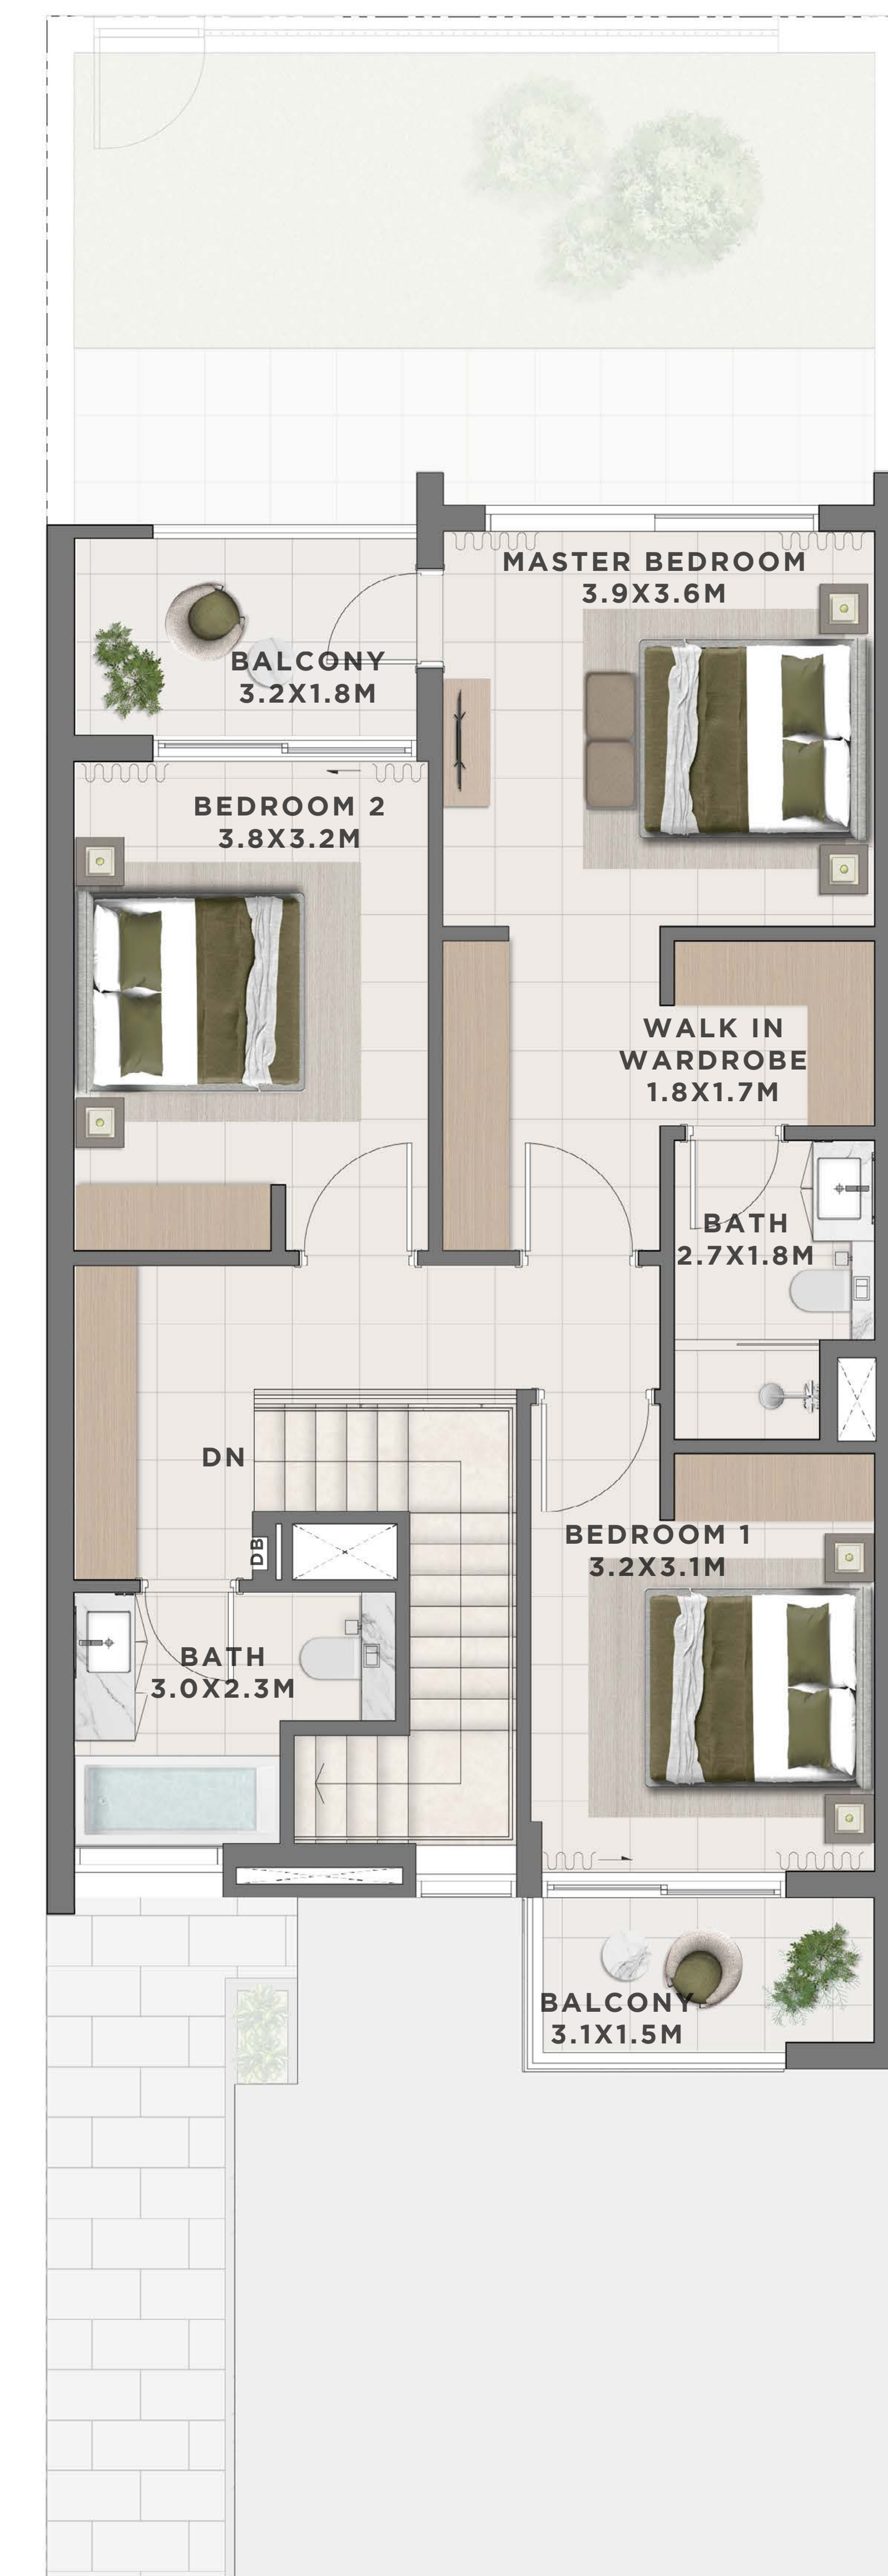 MASTER BEDROOM
3.9X3.6M
BALCONY
3.2X1.8M
BEDROOM 2
3.8X3.2M
WALK IN
WARDROBE
1.8X1.7M
BATH
2.7X1.8M
DN
BEDROOM 1
3.2X3.1M
DB
BATH
3.0X2.3M
BALCONY
3.1X1.5M